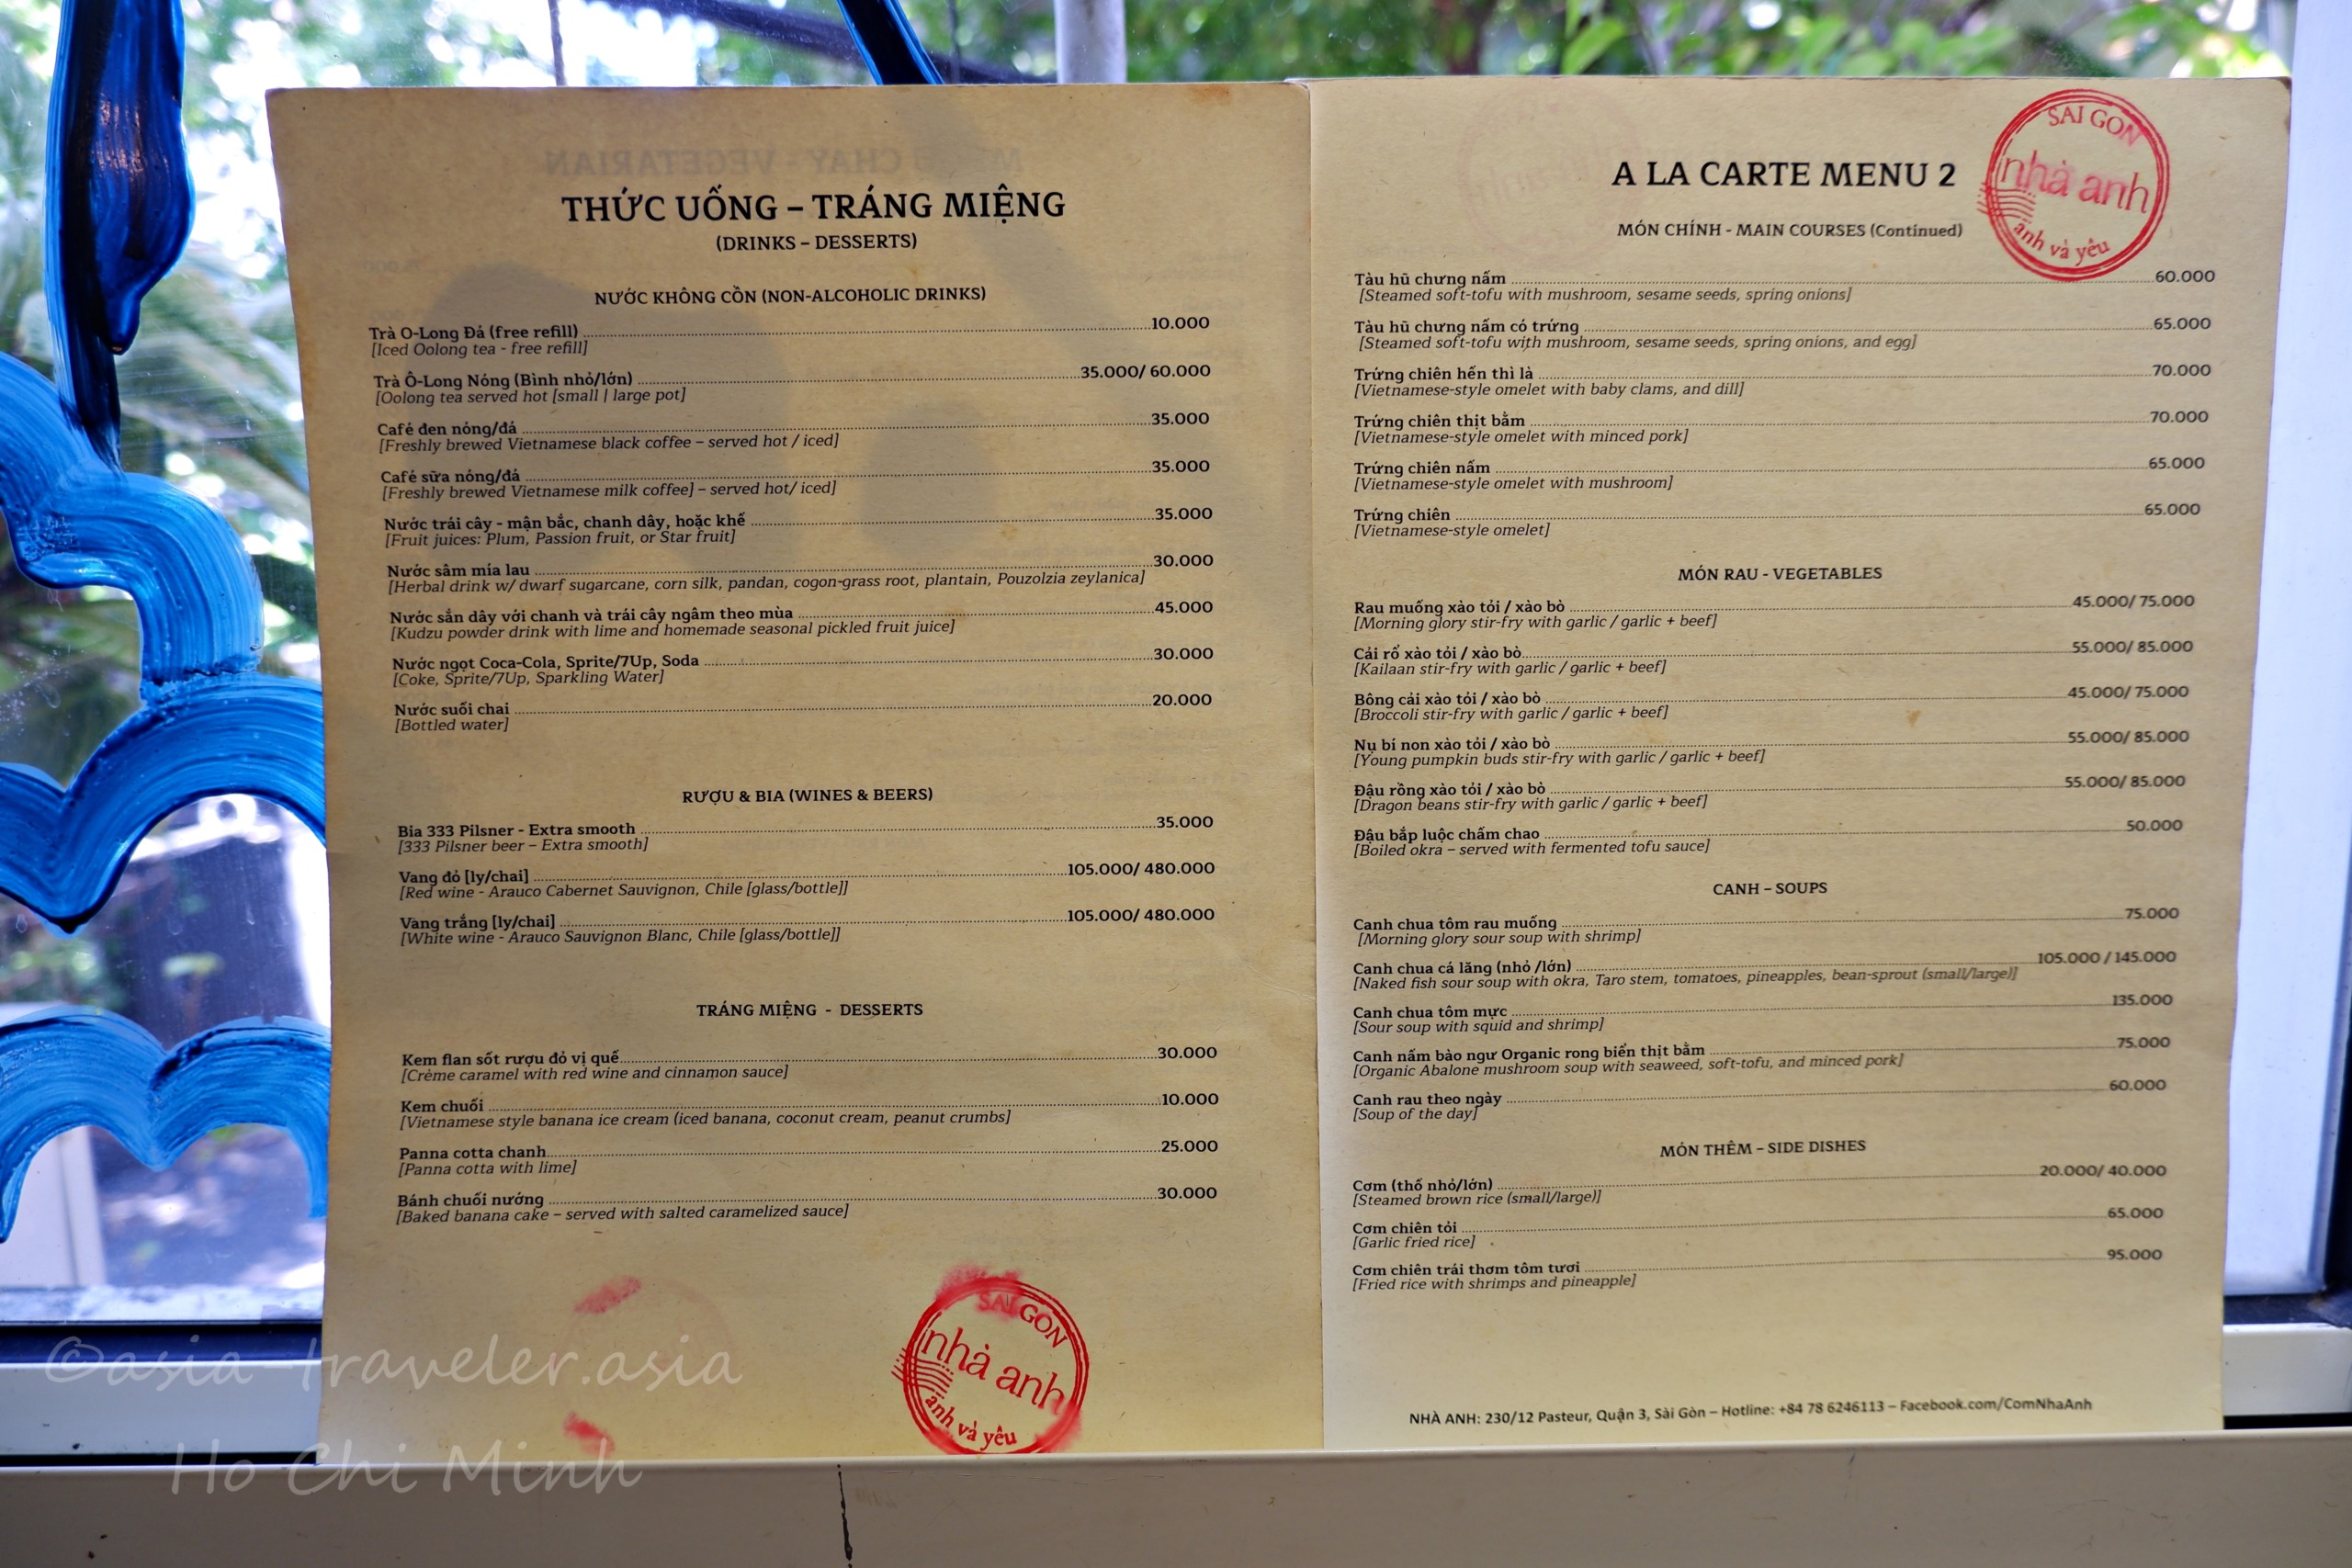 THỨC UỐNG – TRÁNG MIỆNG
(DRINKS – DESSERTS)
NƯỚC KHÔNG CỒN (NON-ALCOHOLIC DRINKS)
Trà O-Long Đá (free refill) 10.000
[Iced Oolong tea - free refill]
Trà Ô-Long Nóng (Bình nhỏ/lớn) 35.000/ 60.000
[Oolong tea served hot [small | large pot]
Café đen nóng/đá 35.000
[Freshly brewed Vietnamese black coffee – served hot / iced]
Café sữa nóng/đá 35.000
[Freshly brewed Vietnamese milk coffee] – served hot/ iced]
Nước trái cây - mận bắc, chanh dây, hoặc khế 35.000
[Fruit juices: Plum, Passion fruit, or Star fruit]
Nước sâm mía lau 30.000
[Herbal drink w/ dwarf sugarcane, corn silk, pandan, cogon-grass root, plantain, Pouzolzia zeylanica]
Nước sắn dây với chanh và trái cây ngâm theo mùa 45.000
[Kudzu powder drink with lime and homemade seasonal pickled fruit juice]
Nước ngọt Coca-Cola, Sprite/7Up, Soda 30.000
[Coke, Sprite/7Up, Sparkling Water]
Nước suối chai 20.000
[Bottled water]
RƯỢU & BIA (WINES & BEERS)
Bia 333 Pilsner - Extra smooth 35.000
[333 Pilsner beer – Extra smooth]
Vang đỏ [ly/chai] 105.000/ 480.000
[Red wine - Arauco Cabernet Sauvignon, Chile [glass/bottle]]
Vang trắng [ly/chai] 105.000/ 480.000
[White wine - Arauco Sauvignon Blanc, Chile [glass/bottle]]
TRÁNG MIỆNG - DESSERTS
Kem flan sốt rượu đỏ vị quế 30.000
[Crème caramel with red wine and cinnamon sauce]
Kem chuối 10.000
[Vietnamese style banana ice cream (iced banana, coconut cream, peanut crumbs]
Panna cotta chanh 25.000
[Panna cotta with lime]
Bánh chuối nướng 30.000
[Baked banana cake – served with salted caramelized sauce]
SAI GON
nhà anh
anh và yêu
A LA CARTE MENU 2
SAI GON
nhà anh
anh và yêu
MÓN CHÍNH - MAIN COURSES (Continued)
Tàu hũ chưng nấm 60.000
[Steamed soft-tofu with mushroom, sesame seeds, spring onions]
Tàu hũ chưng nấm có trứng 65.000
[Steamed soft-tofu with mushroom, sesame seeds, spring onions, and egg]
Trứng chiên hến thì là 70.000
[Vietnamese-style omelet with baby clams, and dill]
Trứng chiên thịt bằm 70.000
[Vietnamese-style omelet with minced pork]
Trứng chiên nấm 65.000
[Vietnamese-style omelet with mushroom]
Trứng chiên 65.000
[Vietnamese-style omelet]
MÓN RAU - VEGETABLES
Rau muống xào tỏi / xào bò 45.000/ 75.000
[Morning glory stir-fry with garlic / garlic + beef]
Cải rổ xào tỏi / xào bò 55.000/ 85.000
[Kailaan stir-fry with garlic / garlic + beef]
Bông cải xào tỏi / xào bò 45.000/ 75.000
[Broccoli stir-fry with garlic / garlic + beef]
Nụ bí non xào tỏi / xào bò 55.000/ 85.000
[Young pumpkin buds stir-fry with garlic / garlic + beef]
Đậu rồng xào tỏi / xào bò 55.000/ 85.000
[Dragon beans stir-fry with garlic / garlic + beef]
Đậu bắp luộc chấm chao 50.000
[Boiled okra – served with fermented tofu sauce]
CANH – SOUPS
Canh chua tôm rau muống 75.000
[Morning glory sour soup with shrimp]
Canh chua cá lăng (nhỏ /lớn) 105.000 / 145.000
[Naked fish sour soup with okra, Taro stem, tomatoes, pineapples, bean-sprout (small/large)]
Canh chua tôm mực 135.000
[Sour soup with squid and shrimp]
Canh nấm bào ngư Organic rong biển thịt bằm 75.000
[Organic Abalone mushroom soup with seaweed, soft-tofu, and minced pork]
Canh rau theo ngày 60.000
[Soup of the day]
MÓN THÊM – SIDE DISHES
Cơm (thố nhỏ/lớn) 20.000/ 40.000
[Steamed brown rice (small/large)]
Cơm chiên tỏi 65.000
[Garlic fried rice]
Cơm chiên trái thơm tôm tươi 95.000
[Fried rice with shrimps and pineapple]
NHÀ ANH: 230/12 Pasteur, Quận 3, Sài Gòn – Hotline: +84 78 6246113 – Facebook.com/ComNhaAnh
©asia-traveler.asia
Ho Chi Minh